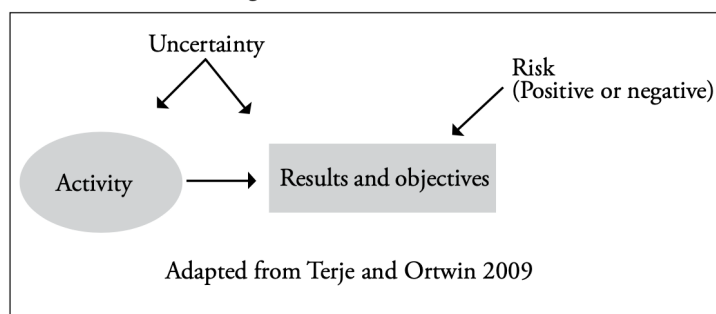 Uncertainty
Risk
(Positive or negative)
Activity
Results and objectives
Adapted from Terje and Ortwin 2009